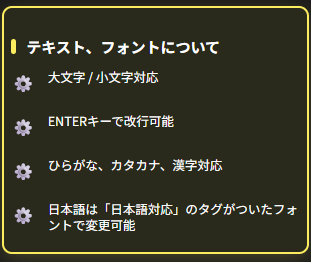 テキスト、フォントについて
大文字 / 小文字対応
ENTERキーで改行可能
ひらがな、カタカナ、漢字対応
日本語は「日本語対応」のタグがついたフォ
ントで変更可能